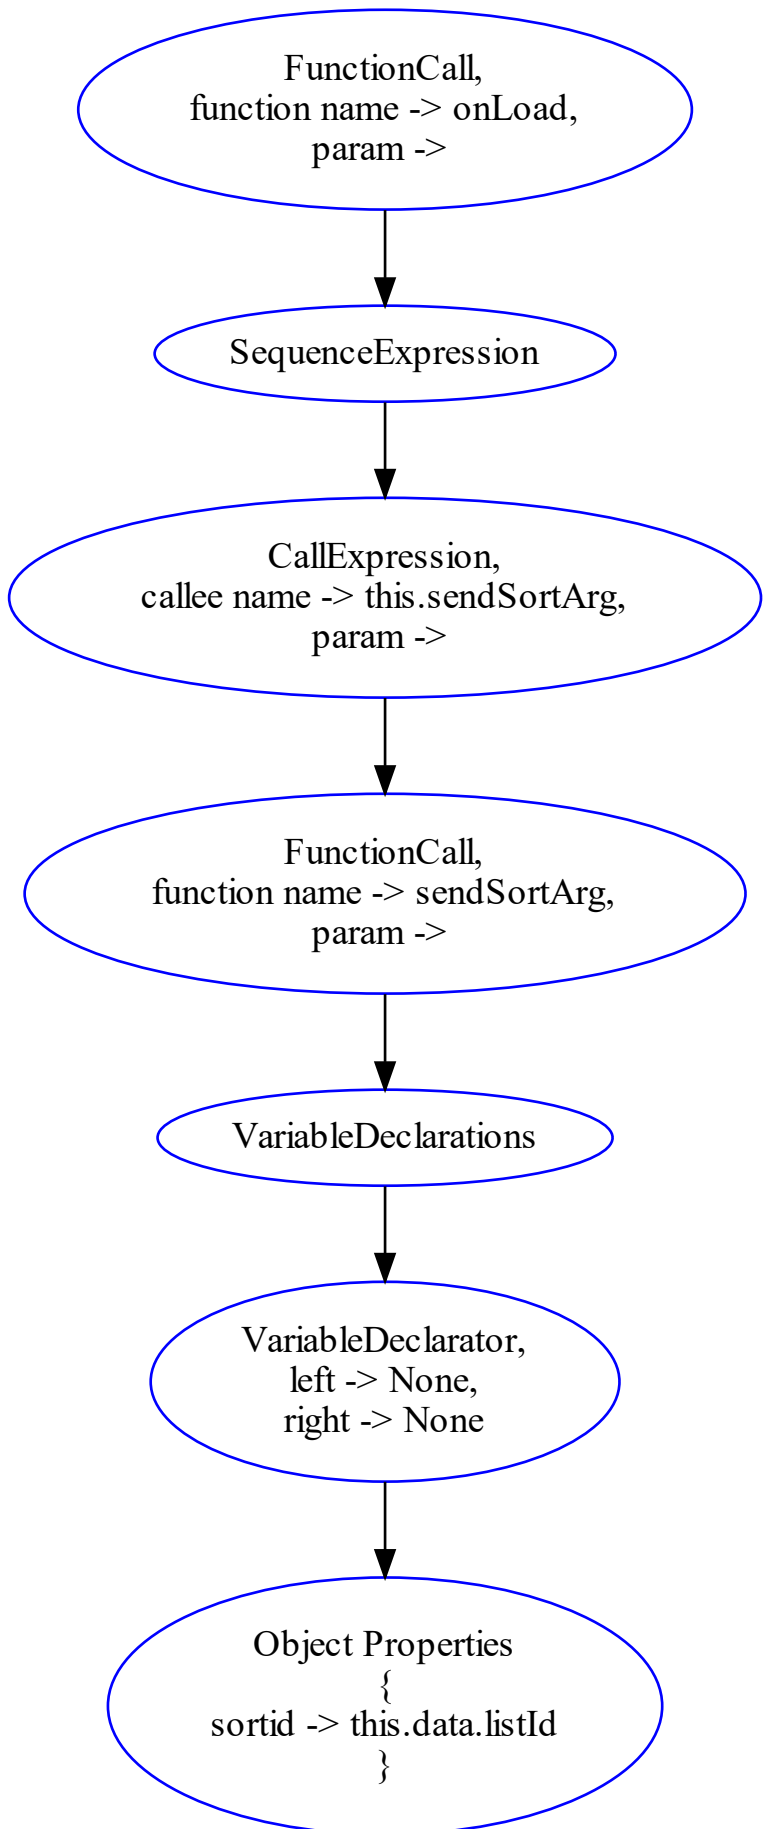 FunctionCall,
function name -> onLoad,
param ->
SequenceExpression
CallExpression,
callee name -> this.sendSortArg,
param ->
FunctionCall,
function name -> sendSortArg,
param ->
VariableDeclarations
VariableDeclarator,
left -> None,
right -> None
Object Properties
{
sortid -> this.data.listId
}